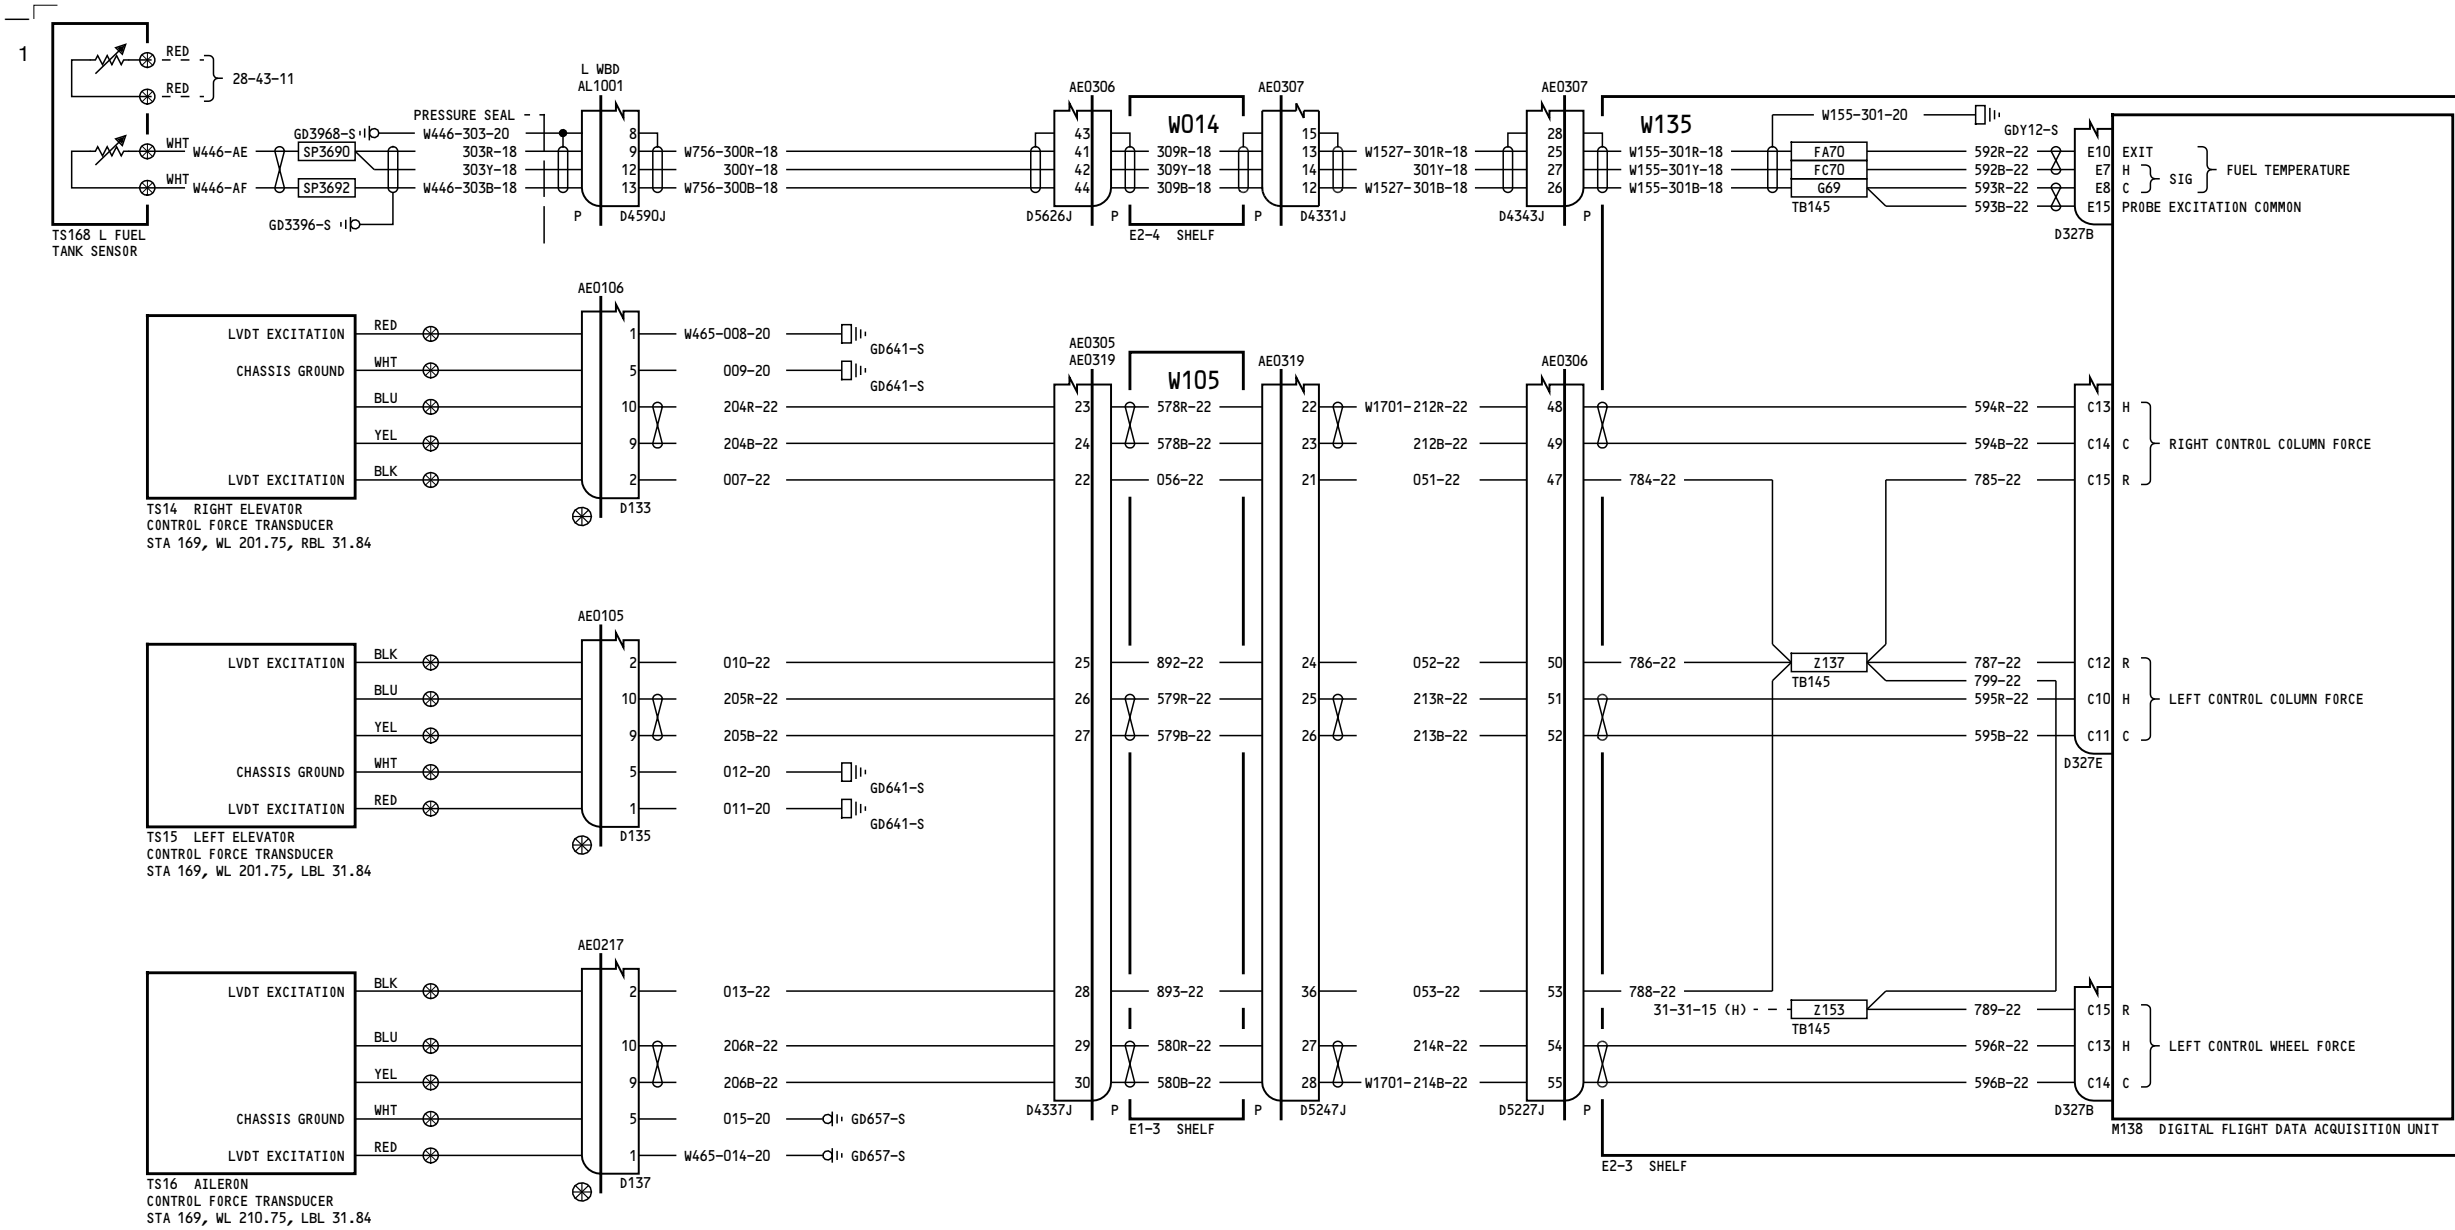 1
RED
RED
28-43-11
L WBD
AL1001
AE0306
AE0307
AE0307
PRESSURE SEAL
W014
W135
W155-301-20
GDY12-S
GD3968-S
W446-303-20
8
43
15
28
WHT
W446-AE
SP3690
303R-18
9
W756-300R-18
41
309R-18
13
W1527-301R-18
25
W155-301R-18
FA70
592R-22
E10
EXIT
303Y-18
12
300Y-18
42
309Y-18
14
301Y-18
27
W155-301Y-18
FC70
592B-22
E7
H
SIG
FUEL TEMPERATURE
WHT
W446-AF
SP3692
W446-303B-18
13
W756-300B-18
44
309B-18
12
W1527-301B-18
26
W155-301B-18
G69
593R-22
E8
C
TB145
593B-22
E15
PROBE EXCITATION COMMON
P
D4590J
D5626J
P
P
D4331J
D4343J
P
GD3396-S
E2-4 SHELF
D327B
TS168 L FUEL
TANK SENSOR
AE0106
LVDT EXCITATION
RED
1
W465-008-20
GD641-S
CHASSIS GROUND
WHT
5
009-20
GD641-S
AE0305
AE0319
W105
AE0319
AE0306
BLU
10
204R-22
23
578R-22
22
W1701-212R-22
48
594R-22
C13
H
YEL
9
204B-22
24
578B-22
23
212B-22
49
594B-22
C14
C
RIGHT CONTROL COLUMN FORCE
LVDT EXCITATION
BLK
2
007-22
22
056-22
21
051-22
47
784-22
785-22
C15
R
D133
TS14 RIGHT ELEVATOR
CONTROL FORCE TRANSDUCER
STA 169, WL 201.75, RBL 31.84
AE0105
LVDT EXCITATION
BLK
2
010-22
25
892-22
24
052-22
50
786-22
Z137
787-22
C12
R
TB145
799-22
BLU
10
205R-22
26
579R-22
25
213R-22
51
595R-22
C10
H
LEFT CONTROL COLUMN FORCE
YEL
9
205B-22
27
579B-22
26
213B-22
52
595B-22
C11
C
D327E
CHASSIS GROUND
WHT
5
012-20
GD641-S
LVDT EXCITATION
RED
1
011-20
GD641-S
D135
TS15 LEFT ELEVATOR
CONTROL FORCE TRANSDUCER
STA 169, WL 201.75, LBL 31.84
AE0217
LVDT EXCITATION
BLK
2
013-22
28
893-22
36
053-22
53
788-22
31-31-15 (H)
Z153
789-22
C15
R
TB145
BLU
10
206R-22
29
580R-22
27
214R-22
54
596R-22
C13
H
LEFT CONTROL WHEEL FORCE
YEL
9
206B-22
30
580B-22
28
W1701-214B-22
55
596B-22
C14
C
D4337J
P
P
D5247J
D5227J
P
D327B
CHASSIS GROUND
WHT
5
015-20
GD657-S
E1-3 SHELF
M138 DIGITAL FLIGHT DATA ACQUISITION UNIT
LVDT EXCITATION
RED
1
W465-014-20
GD657-S
E2-3 SHELF
D137
TS16 AILERON
CONTROL FORCE TRANSDUCER
STA 169, WL 210.75, LBL 31.84